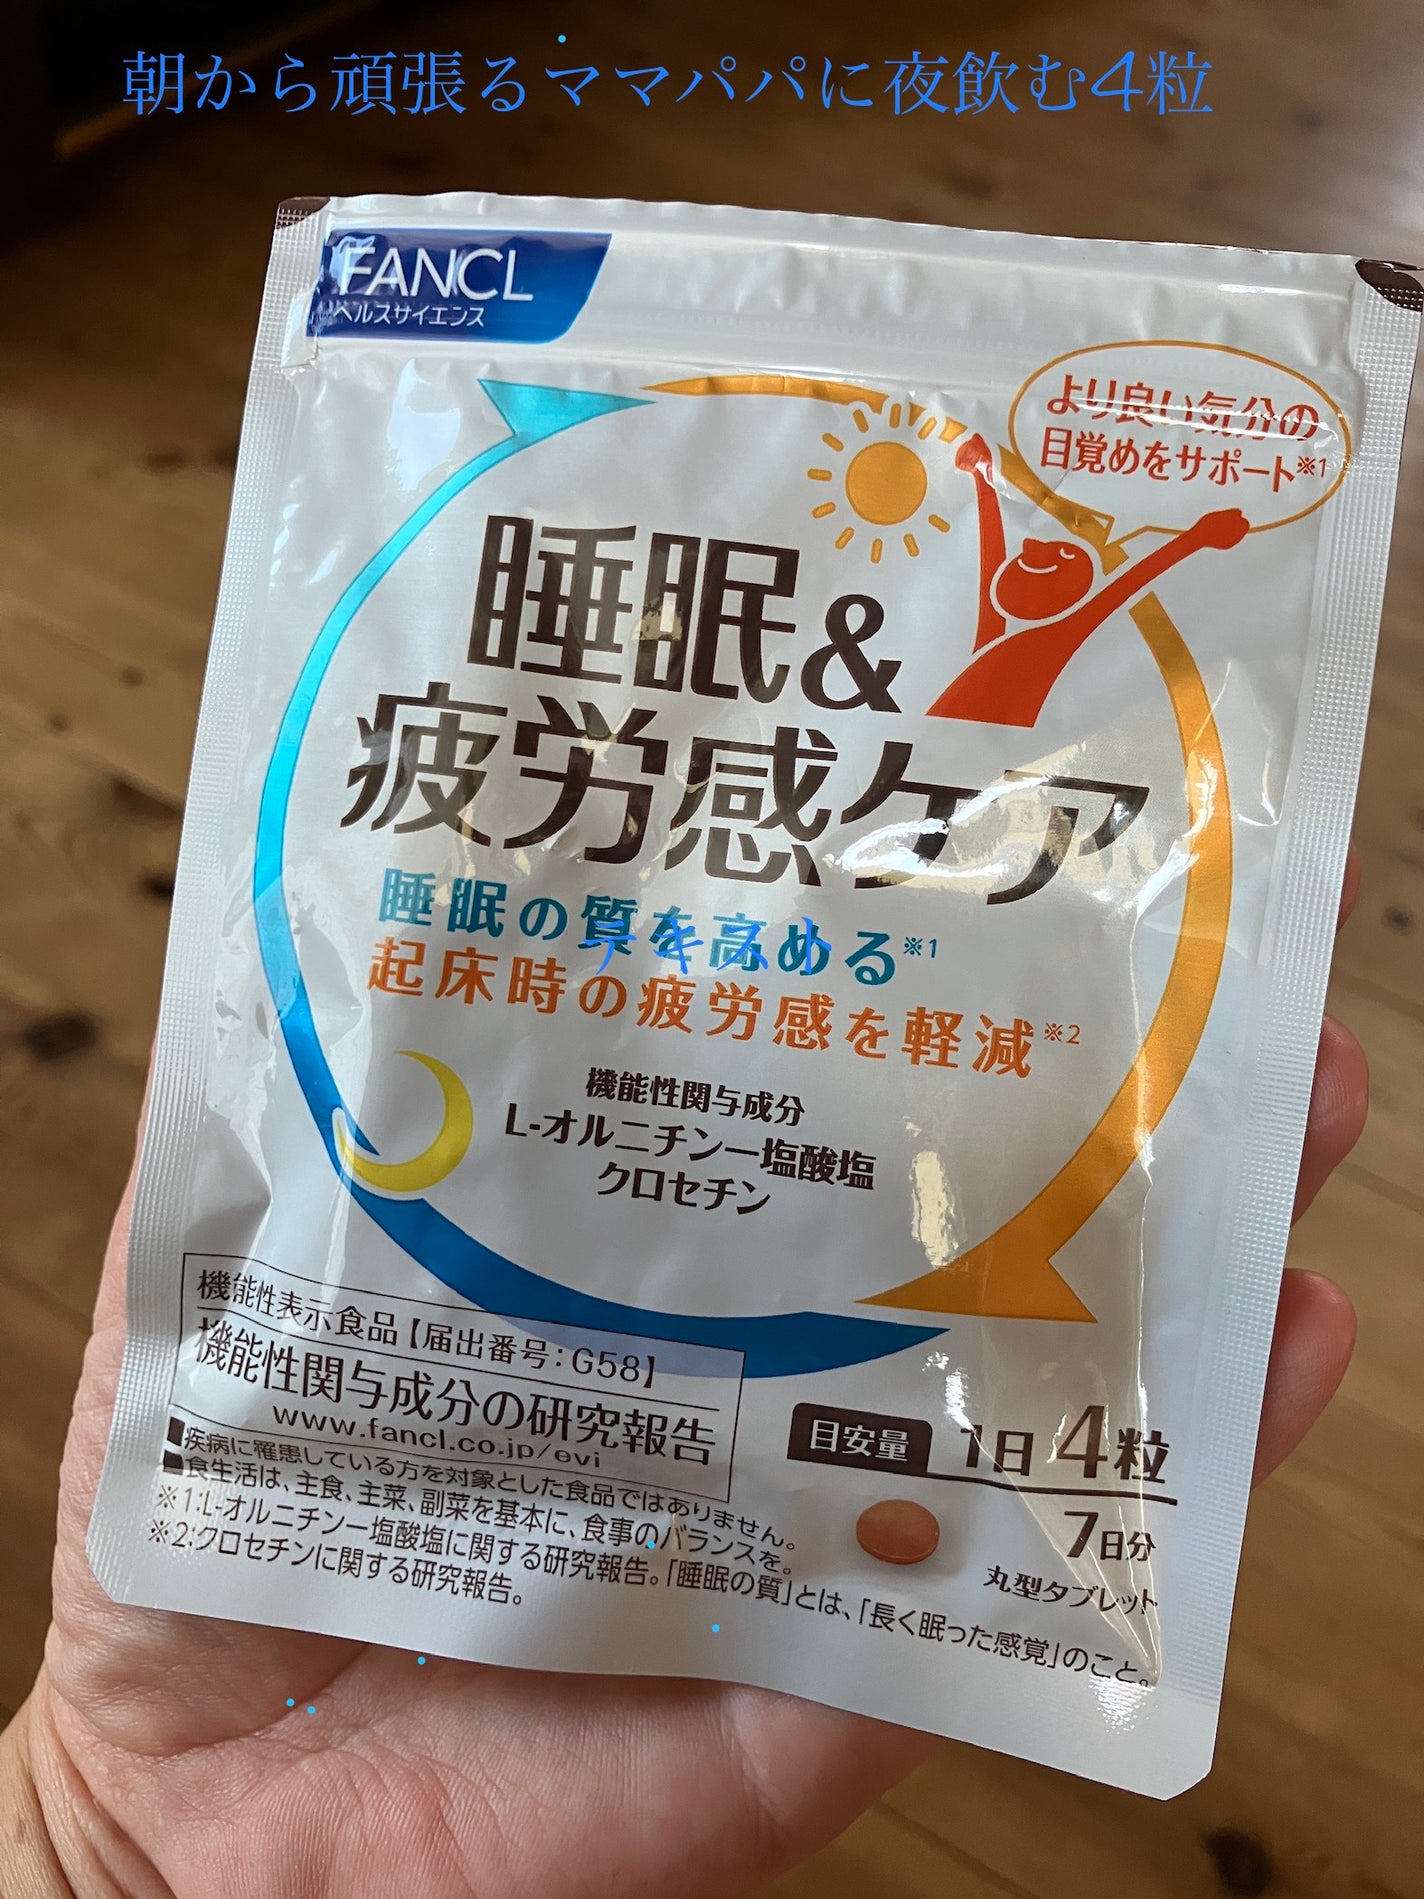 朝から頑張るママパパに夜飲む4粒
FANCL
ヘルスサイエンス
より良い気分の
目覚めをサポート※1
睡眠&
疲労感ケア
睡眠の質を高める※1
テキスト
起床時の疲労感を軽減※2
機能性関与成分
L-オルニチン一塩酸塩
クロセチン
機能性表示食品【届出番号:G58】
機能性関与成分の研究報告
www.fancl.co.jp/evi
■疾病に罹患している方を対象とした食品ではありません。
■食生活は、主食、主菜、副菜を基本に、食事のバランスを。
※1:L-オルニチン一塩酸塩に関する研究報告。「睡眠の質」とは、「長く眠った感覚」のこと。
※2:クロセチンに関する研究報告。
目安量 1日 4粒
7日分
丸型タブレット